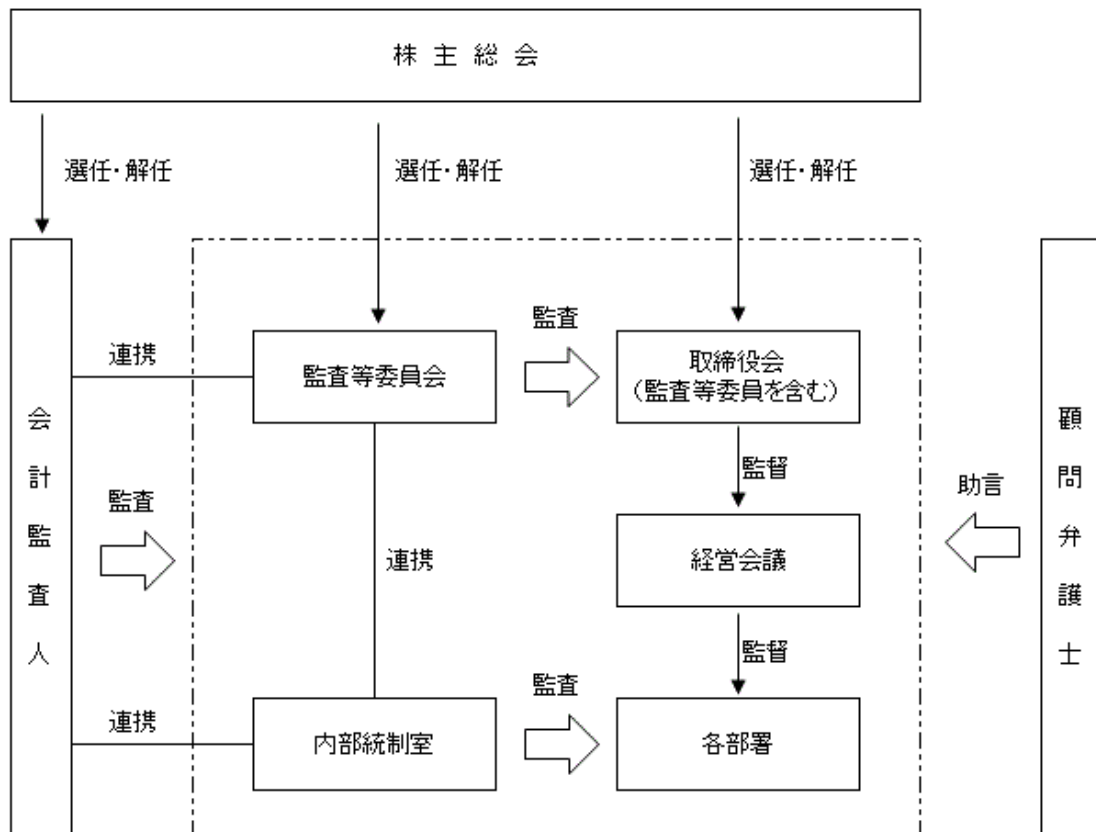 株主総会
選任・解任
選任・解任
選任・解任
監査
連携
監査等委員会
取締役会
（監査等委員を含む）
会計監査人
顧問弁護士
監督
助言
監査
連携
経営会議
監督
監査
連携
内部統制室
各部署